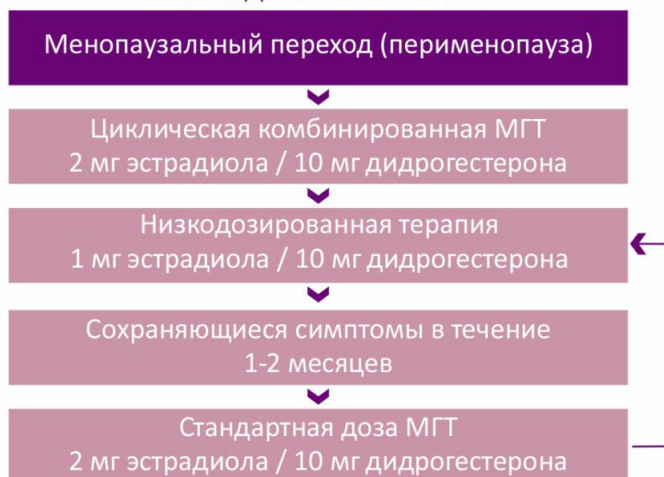 Менопаузальный переход (перименопауза)
Циклическая комбинированная МГТ
2 мг эстрадиола / 10 мг дидрогестерона
Низкодозированная терапия
1 мг эстрадиола / 10 мг дидрогестерона
Сохраняющиеся симптомы в течение
1-2 месяцев
Стандартная доза МГТ
2 мг эстрадиола / 10 мг дидрогестерона